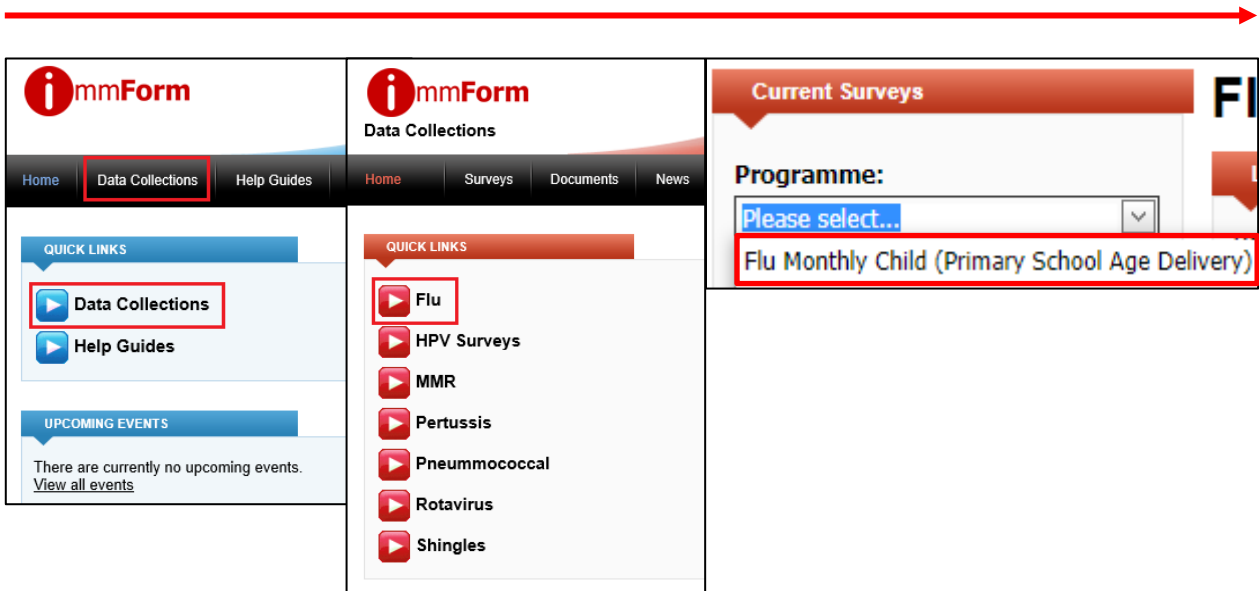 immForm
Home Data Collections Help Guides
QUICK LINKS
Data Collections
Help Guides
UPCOMING EVENTS
There are currently no upcoming events.
View all events
immForm
Data Collections
Home Surveys Documents News
QUICK LINKS
Flu
HPV Surveys
MMR
Pertussis
Pneummococcal
Rotavirus
Shingles
Current Surveys
Programme:
Please select...
Flu Monthly Child (Primary School Age Delivery)